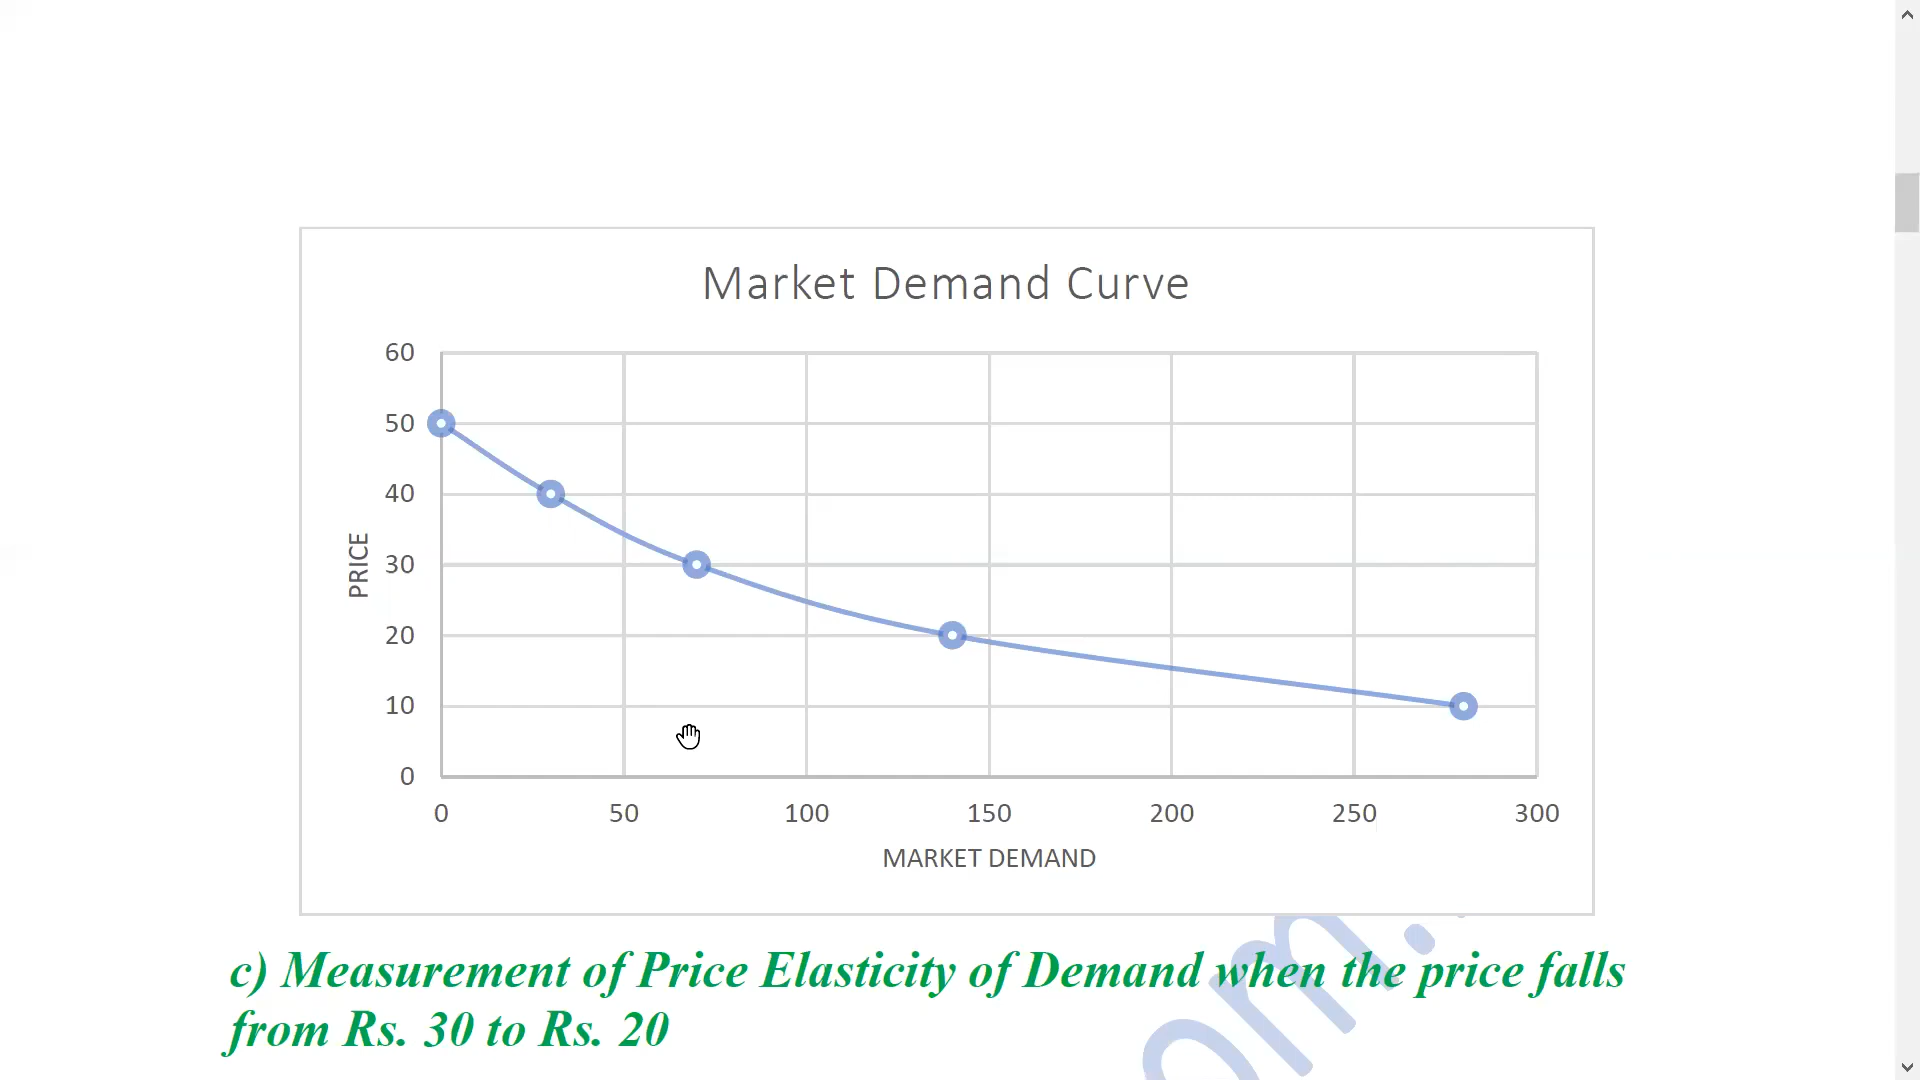 Market Demand Curve
60
50
40
30
20
10
0
PRICE
0 50 100 150 200 250 300
MARKET DEMAND
c) Measurement of Price Elasticity of Demand when the price falls
from Rs. 30 to Rs. 20
om.